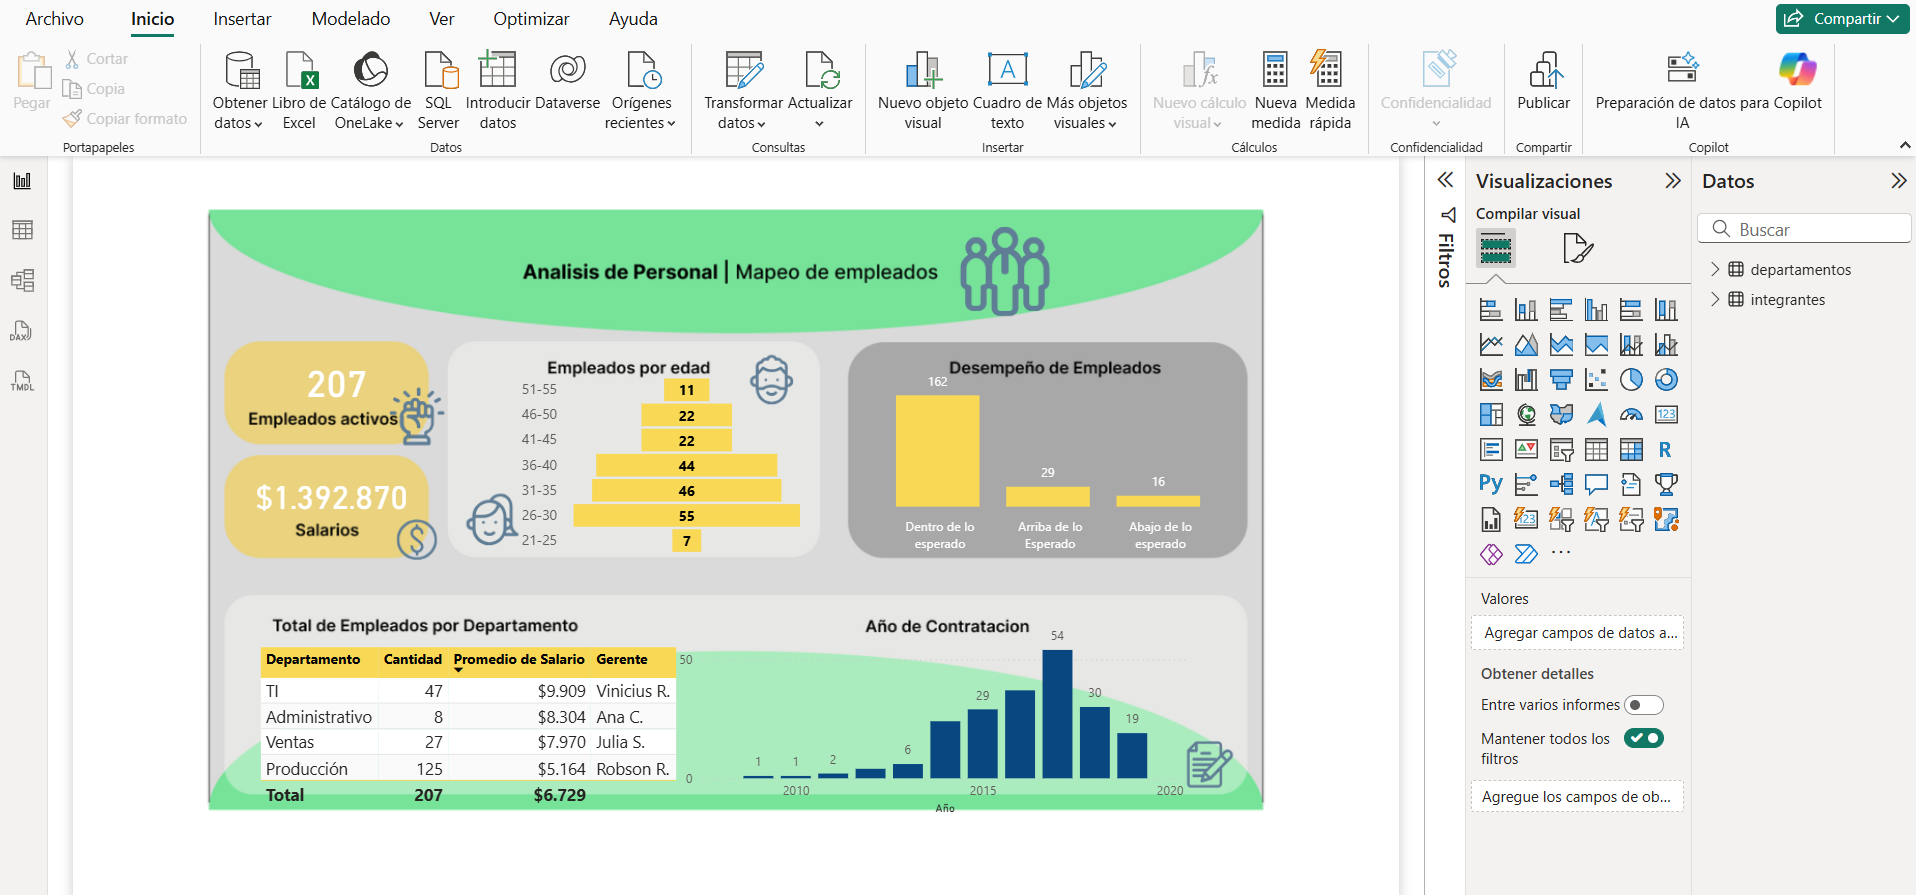 Archivo Inicio Insertar Modelado Ver Optimizar Ayuda
Compartir
Pegar
Cortar
Copia
Copiar formato
Portapapeles
Obtener datos
Libro de Excel
Catálogo de OneLake
SQL Server
Introducir datos
Dataverse
Orígenes recientes
Datos
Transformar datos
Actualizar
Consultas
Nuevo objeto visual
Cuadro de texto
Más objetos visuales
Insertar
Nuevo cálculo visual
Nueva medida
Medida rápida
Cálculos
Confidencialidad
Confidencialidad
Publicar
Compartir
Preparación de datos para IA
Copilot
Copilot
DAX
TMDL
Analisis de Personal | Mapeo de empleados
207
Empleados activos
$1.392.870
Salarios
Empleados por edad
51-55 11
46-50 22
41-45 22
36-40 44
31-35 46
26-30 55
21-25 7
Desempeño de Empleados
162
29
16
Dentro de lo esperado
Arriba de lo Esperado
Abajo de lo esperado
Total de Empleados por Departamento
Departamento Cantidad Promedio de Salario Gerente
TI 47 $9.909 Vinicius R.
Administrativo 8 $8.304 Ana C.
Ventas 27 $7.970 Julia S.
Producción 125 $5.164 Robson R.
Total 207 $6.729
Año de Contratacion
50
0
1 1 2 6 29 54 30 19
2010 2015 2020
Año
Filtros
Visualizaciones
Compilar visual
123
R
Py
123
Valores
Agregar campos de datos a...
Obtener detalles
Entre varios informes
Mantener todos los filtros
Agregue los campos de ob...
Datos
Buscar
departamentos
integrantes